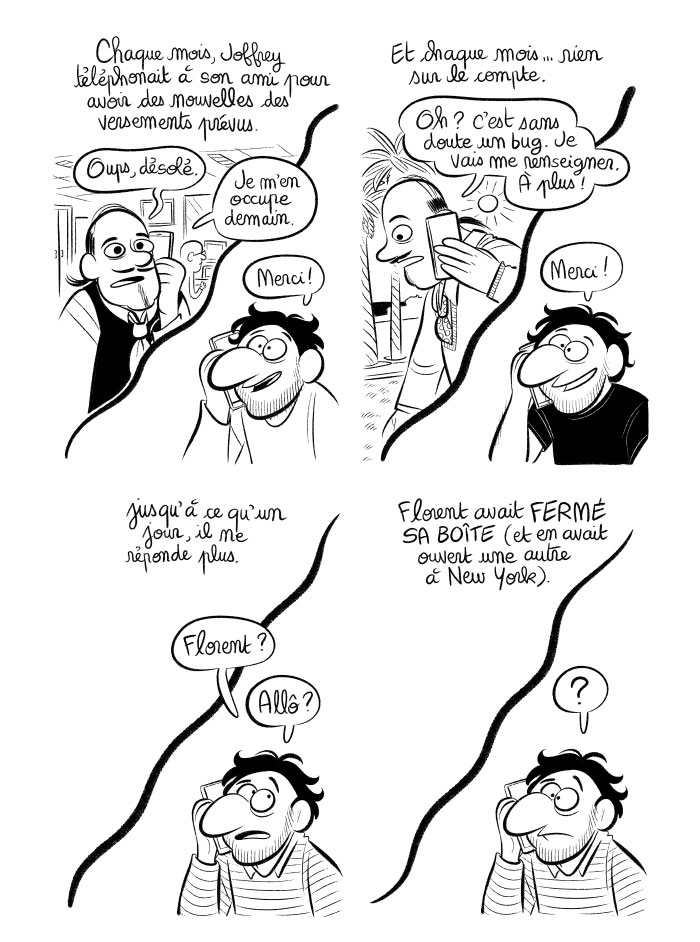 Chaque mois, Joffrey
téléphonait à son ami pour
avoir des nouvelles des
versements prévus.
Oups, désolé.
Je m'en
occupe
demain.
Merci !
Et chaque mois... rien
sur le compte.
Oh ? C'est sans
doute un bug. Je
vais me renseigner.
À plus !
Merci !
jusqu'à ce qu'un
jour, il ne
réponde plus.
Florent ?
Allô ?
Florent avait FERMÉ
SA BOÎTE (et en avait
ouvert une autre
à New York).
?